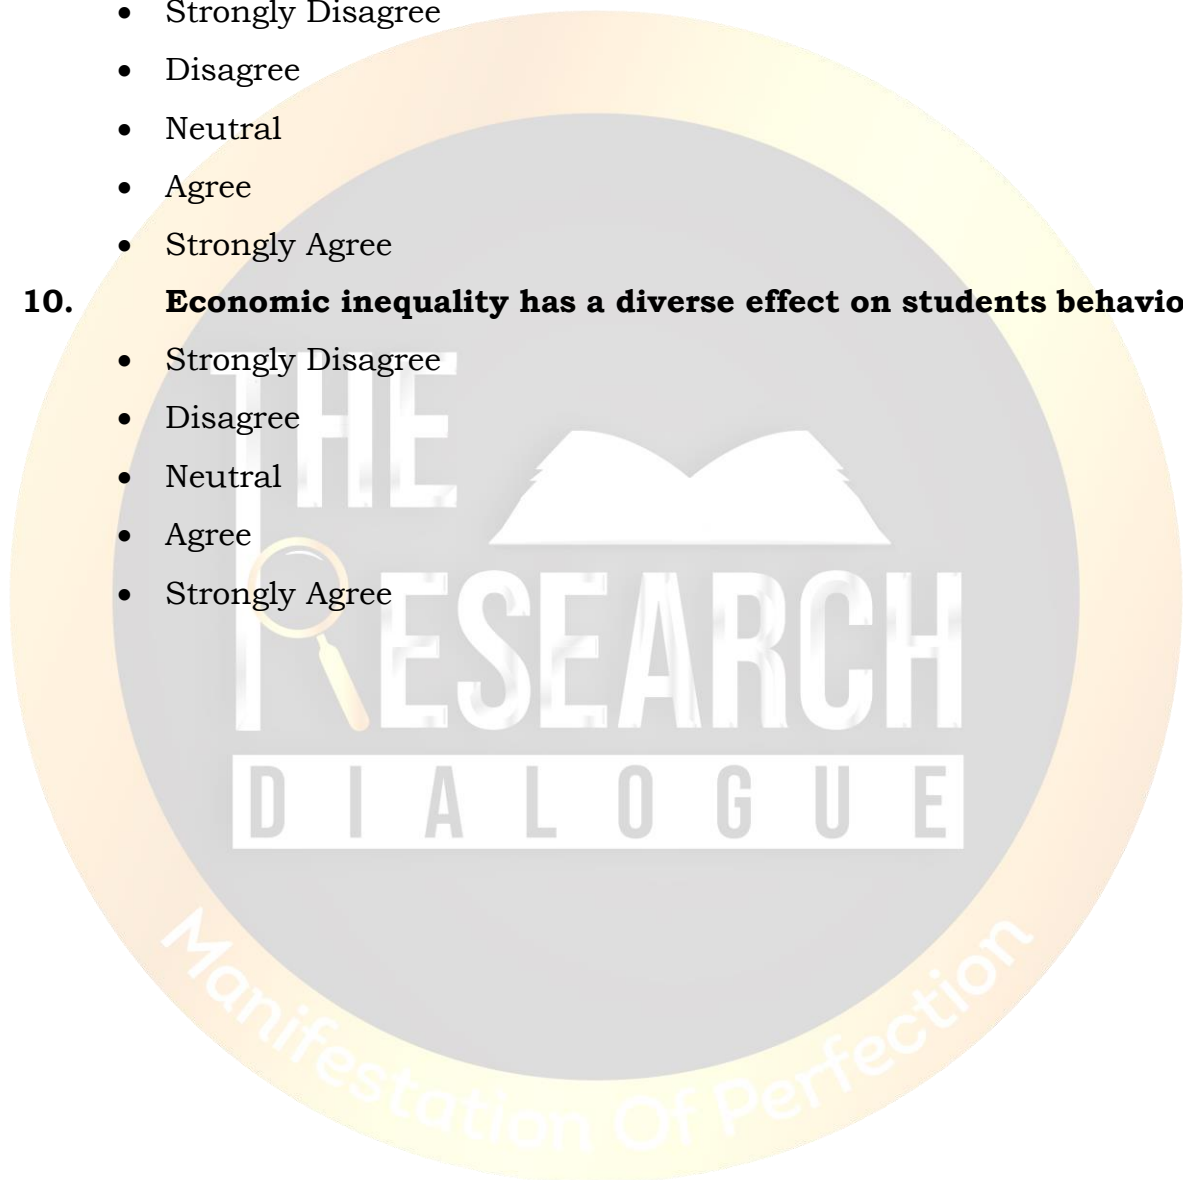 • Strongly Disagree
• Disagree
• Neutral
• Agree
• Strongly Agree
10. Economic inequality has a diverse effect on students behavio
• Strongly Disagree
• Disagree
• Neutral
• Agree
• Strongly Agree
THE
RESEARCH
DIALOGUE
Manifestation Of Perfection